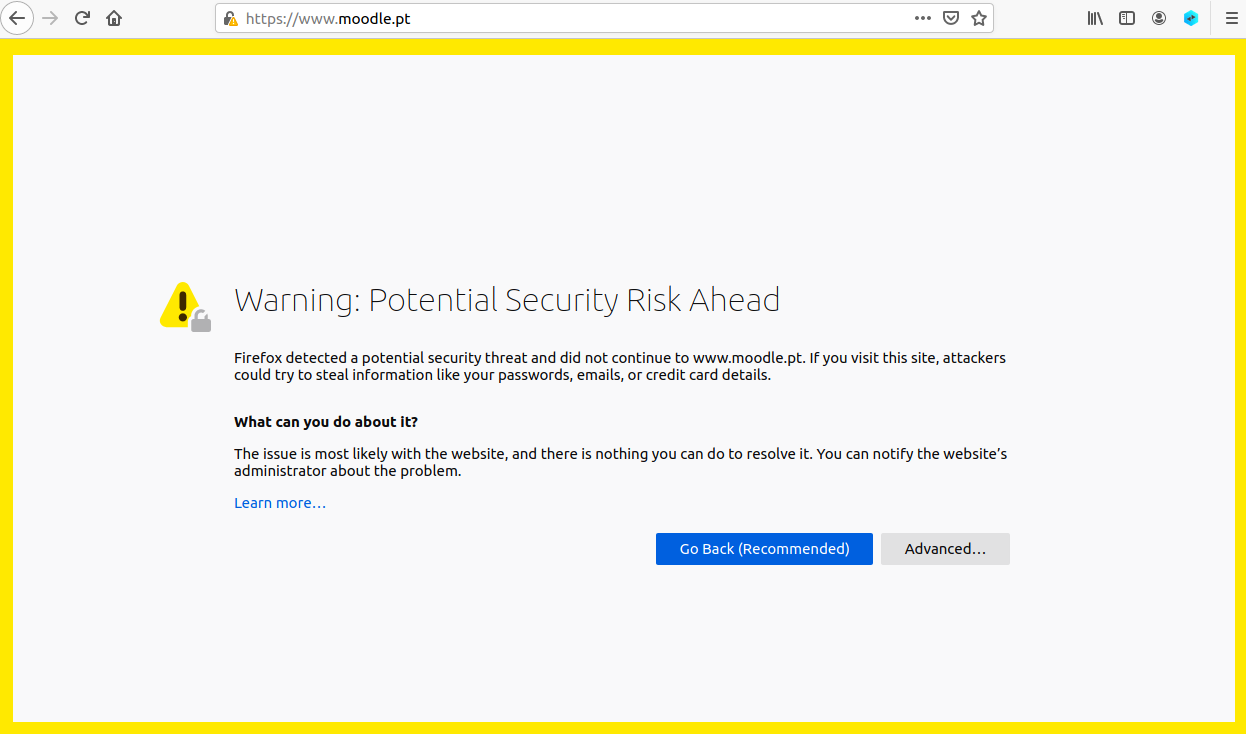 https://www.moodle.pt
Warning: Potential Security Risk Ahead
Firefox detected a potential security threat and did not continue to www.moodle.pt. If you visit this site, attackers
could try to steal information like your passwords, emails, or credit card details.
What can you do about it?
The issue is most likely with the website, and there is nothing you can do to resolve it. You can notify the website’s
administrator about the problem.
Learn more…
Go Back (Recommended)
Advanced…